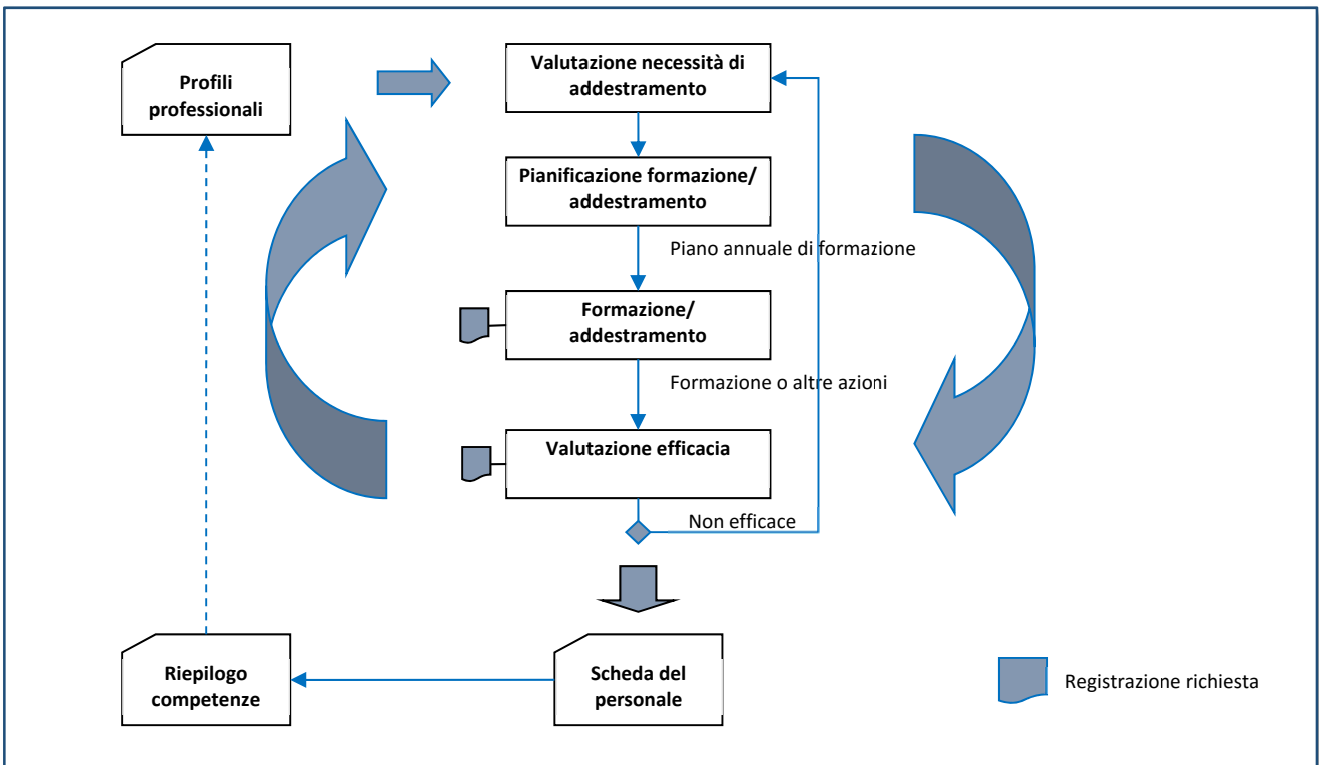 Profili
professionali
Valutazione necessità di
addestramento
Pianificazione formazione/
addestramento
Piano annuale di formazione
Formazione/
addestramento
Formazione o altre azioni
Valutazione efficacia
Non efficace
Riepilogo
competenze
Scheda del
personale
Registrazione richiesta